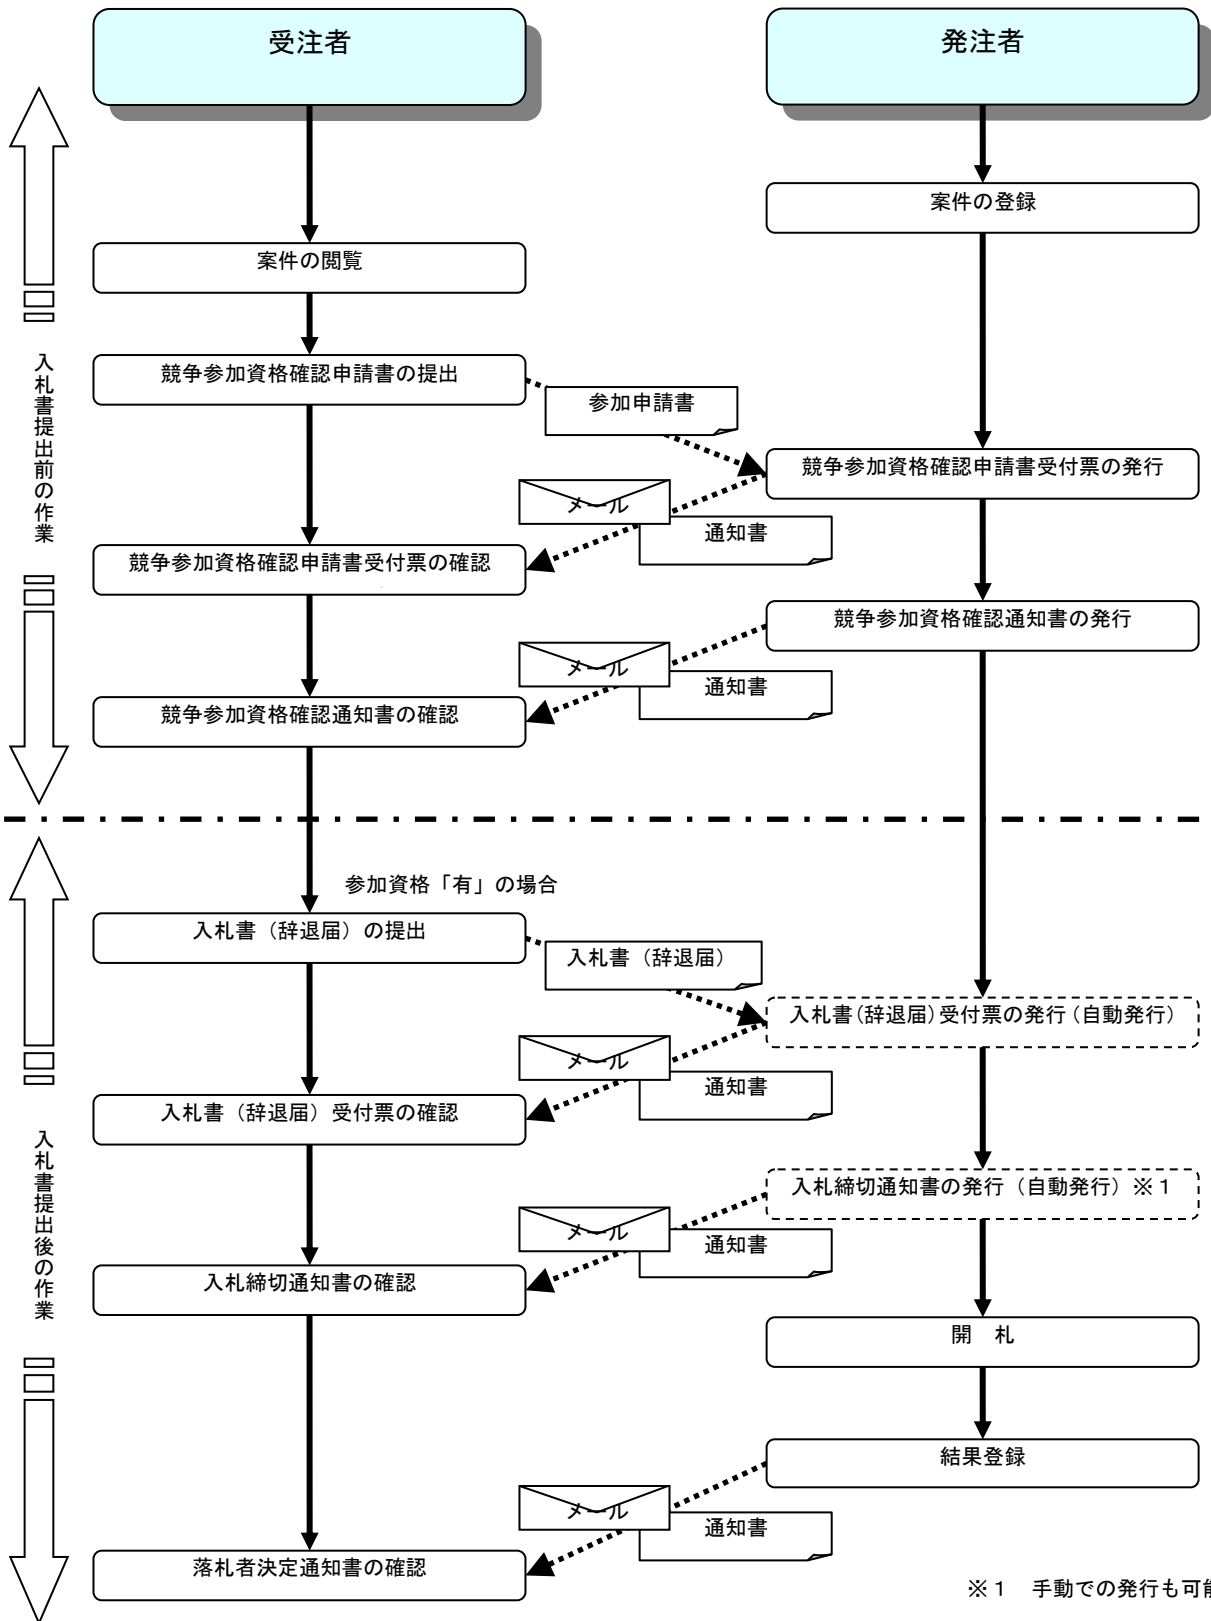 受注者
発注者
案件の登録
案件の閲覧
入札書提出前の作業
競争参加資格確認申請書の提出
参加申請書
競争参加資格確認申請書受付票の発行
メール
通知書
競争参加資格確認申請書受付票の確認
競争参加資格確認通知書の発行
メール
通知書
競争参加資格確認通知書の確認
参加資格「有」の場合
入札書（辞退届）の提出
入札書（辞退届）
入札書(辞退届)受付票の発行(自動発行)
メール
通知書
入札書（辞退届）受付票の確認
入札書提出後の作業
入札締切通知書の発行（自動発行）※１
メール
通知書
入札締切通知書の確認
開　札
結果登録
メール
通知書
落札者決定通知書の確認
※１　手動での発行も可能